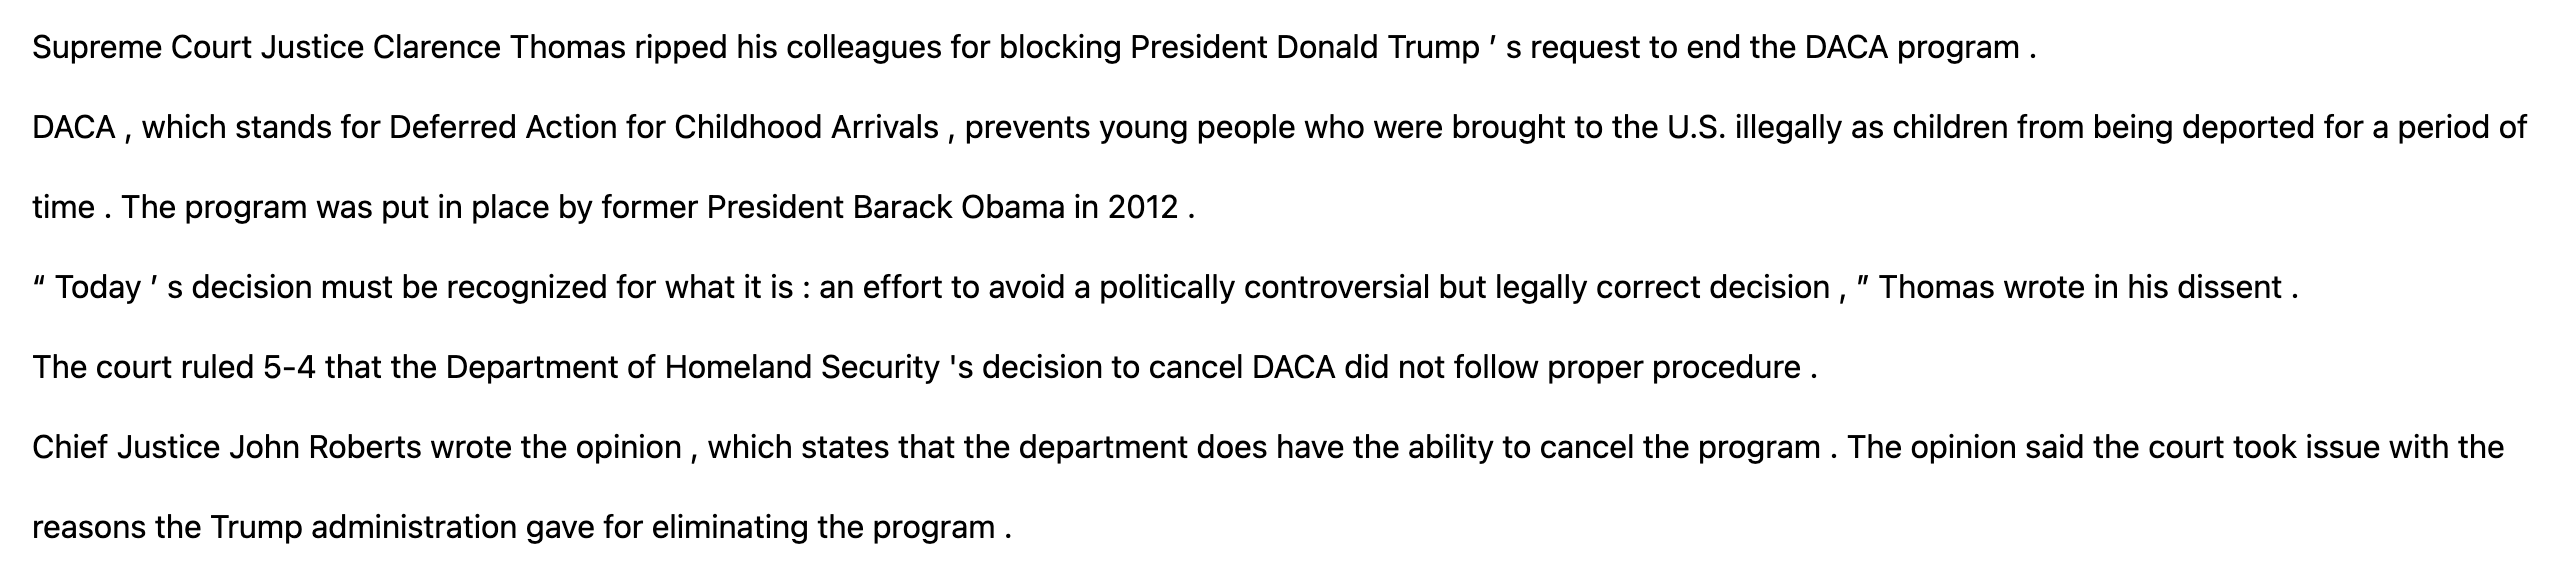 Supreme Court Justice Clarence Thomas ripped his colleagues for blocking President Donald Trump ’ s request to end the DACA program .
DACA , which stands for Deferred Action for Childhood Arrivals , prevents young people who were brought to the U.S. illegally as children from being deported for a period of
time . The program was put in place by former President Barack Obama in 2012 .
“ Today ’ s decision must be recognized for what it is : an effort to avoid a politically controversial but legally correct decision , ” Thomas wrote in his dissent .
The court ruled 5-4 that the Department of Homeland Security 's decision to cancel DACA did not follow proper procedure .
Chief Justice John Roberts wrote the opinion , which states that the department does have the ability to cancel the program . The opinion said the court took issue with the
reasons the Trump administration gave for eliminating the program .